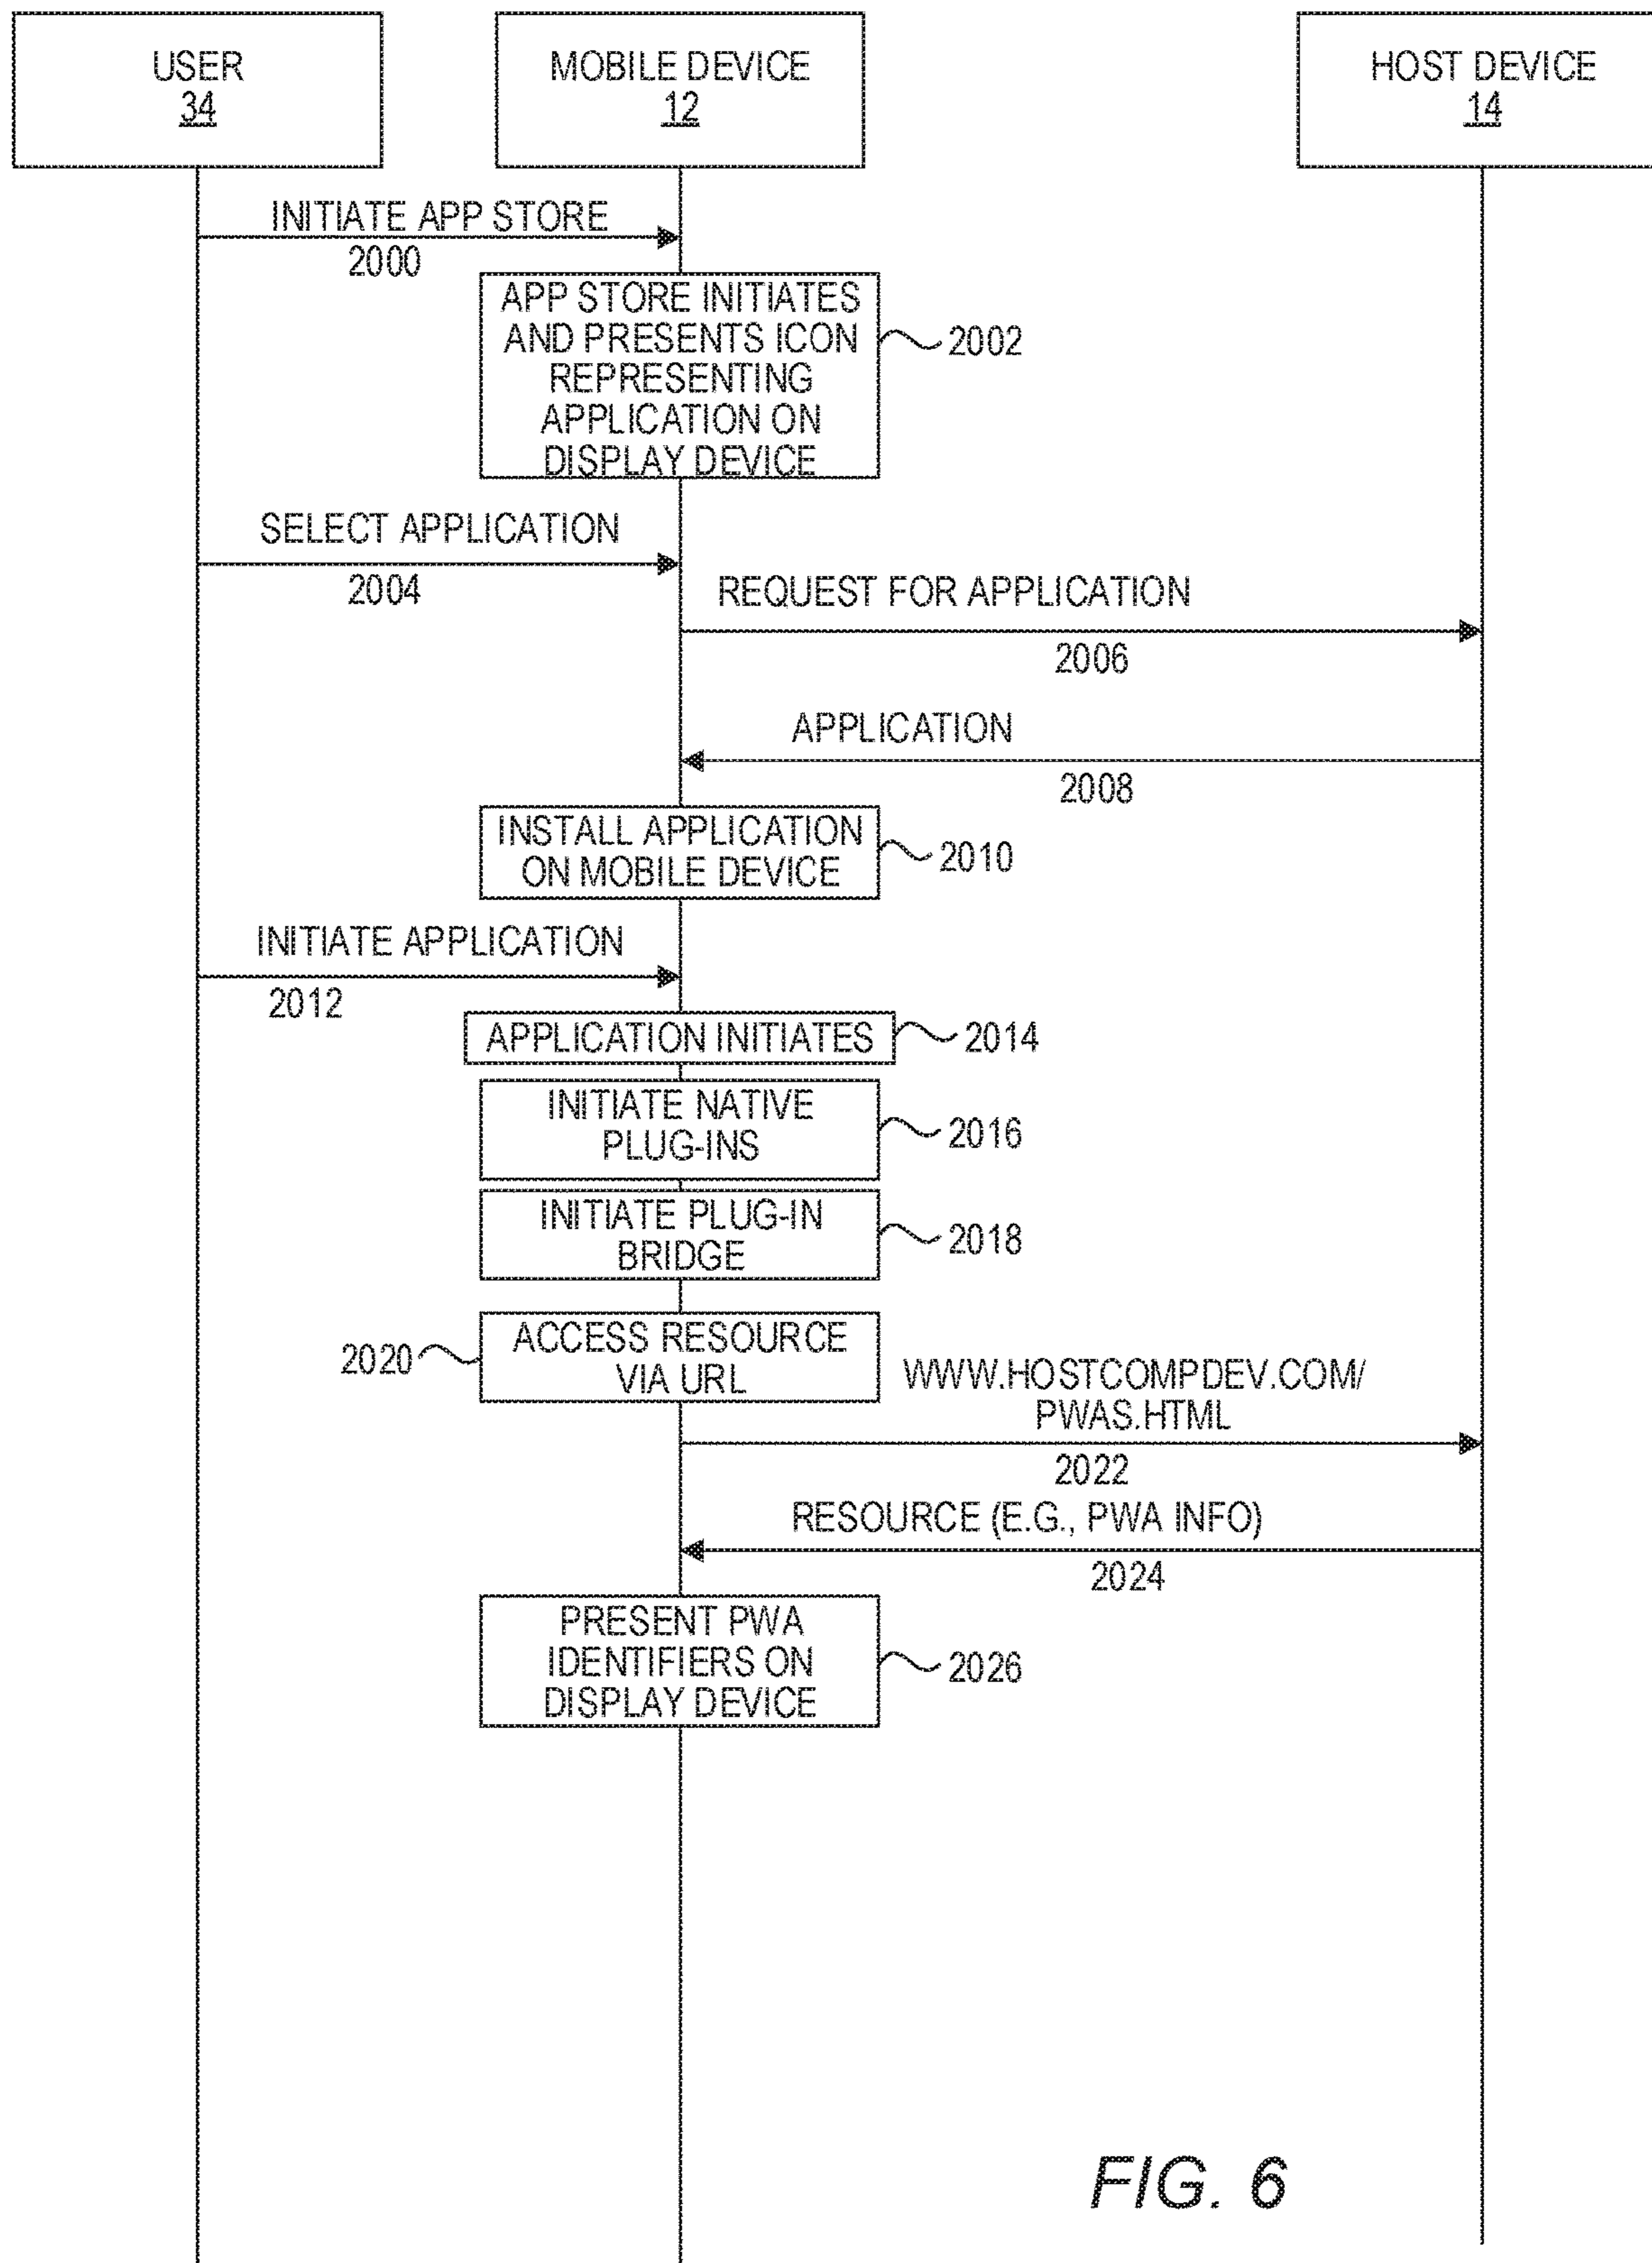 USER
34
MOBILE DEVICE
12
HOST DEVICE
14
INITIATE APP STORE
2000
APP STORE INITIATES
AND PRESENTS ICON
REPRESENTING
APPLICATION ON
DISPLAY DEVICE
2002
SELECT APPLICATION
2004
REQUEST FOR APPLICATION
2006
APPLICATION
2008
INSTALL APPLICATION
ON MOBILE DEVICE
2010
INITIATE APPLICATION
2012
APPLICATION INITIATES
2014
INITIATE NATIVE
PLUG-INS
2016
INITIATE PLUG-IN
BRIDGE
2018
2020
ACCESS RESOURCE
VIA URL
WWW.HOSTCOMPDEV.COM/
PWAS.HTML
2022
RESOURCE (E.G., PWA INFO)
2024
PRESENT PWA
IDENTIFIERS ON
DISPLAY DEVICE
2026
FIG. 6